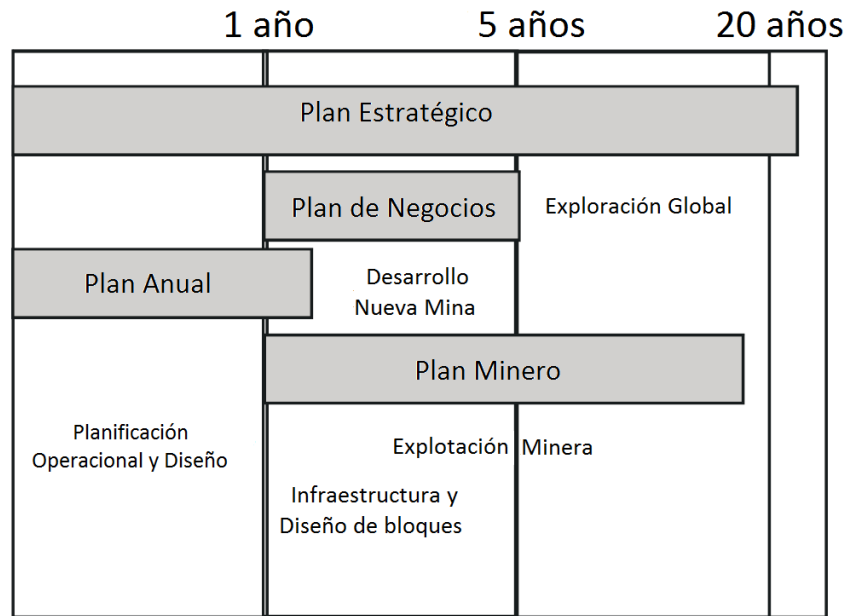 1 año 5 años 20 años
Plan Estratégico
Plan de Negocios
Exploración Global
Plan Anual
Desarrollo
Nueva Mina
Plan Minero
Planificación
Operacional y Diseño
Explotación Minera
Infraestructura y
Diseño de bloques